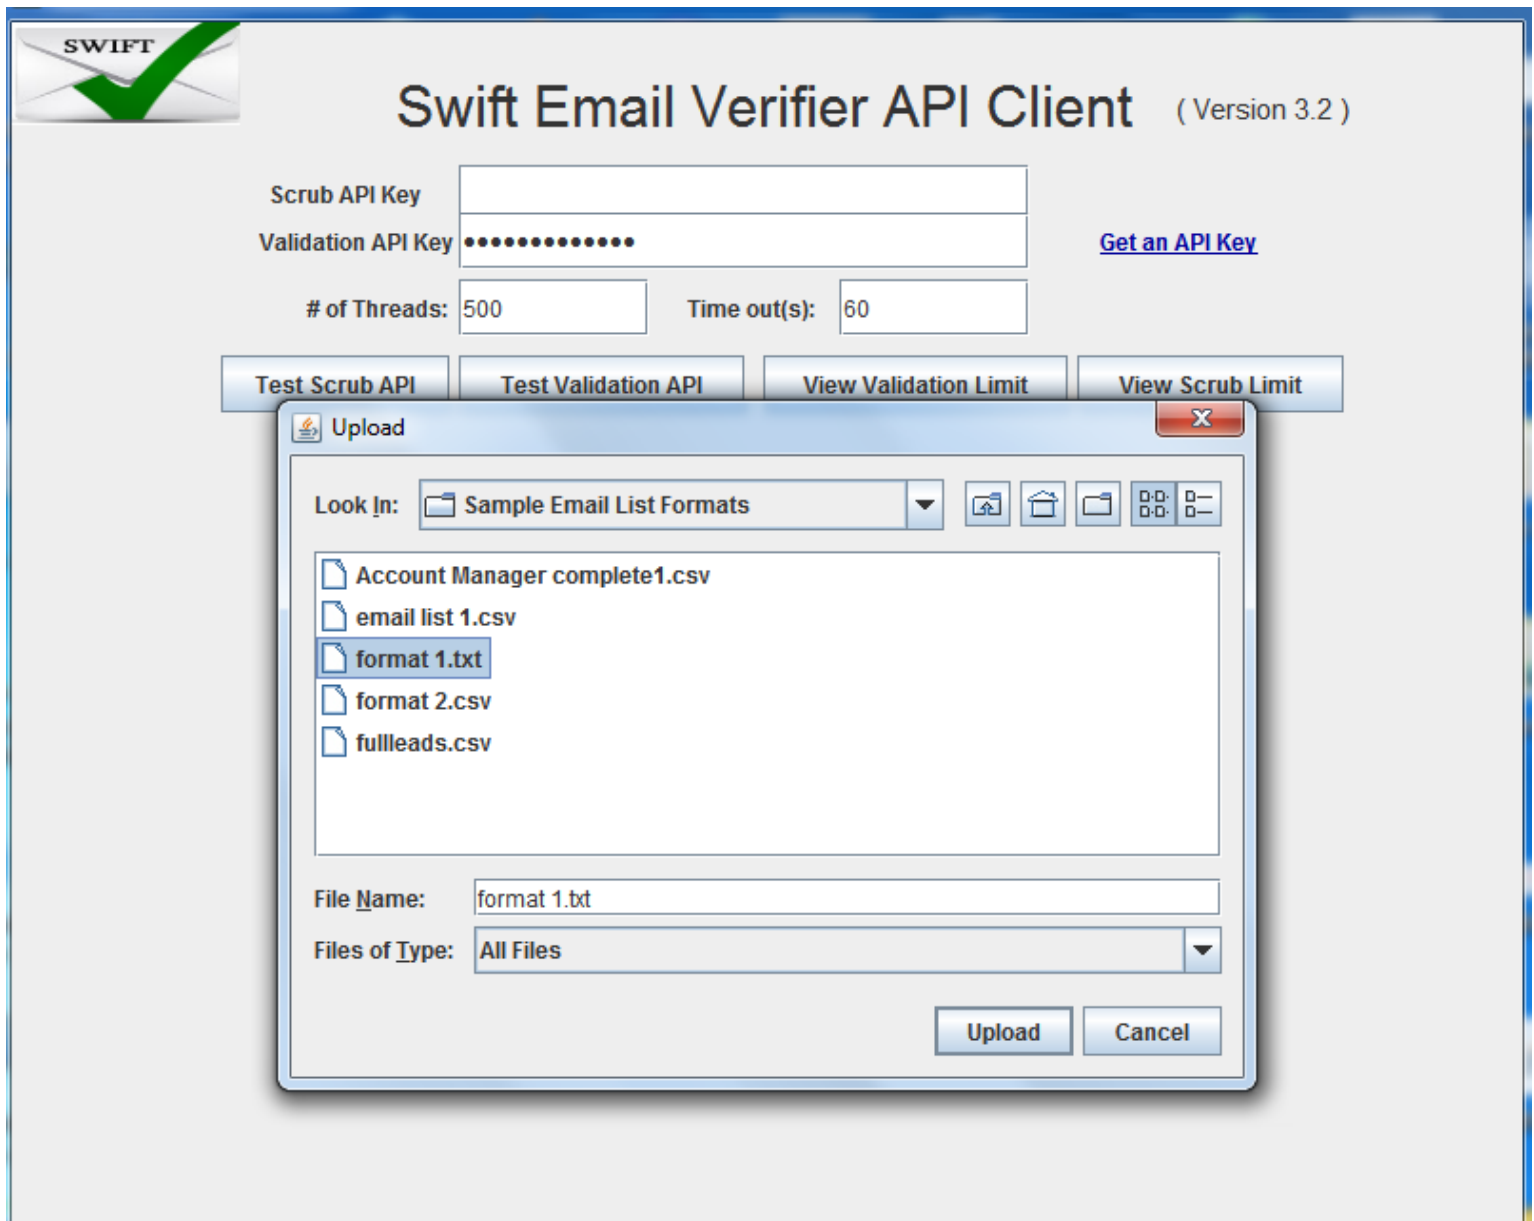 SWIFT
Swift Email Verifier API Client ( Version 3.2 )
Scrub API Key
Validation API Key •••••••••••••
Get an API Key
# of Threads: 500 Time out(s): 60
Test Scrub API Test Validation API View Validation Limit View Scrub Limit
Upload
Look In: Sample Email List Formats
Account Manager complete1.csv
email list 1.csv
format 1.txt
format 2.csv
fullleads.csv
File Name: format 1.txt
Files of Type: All Files
Upload Cancel